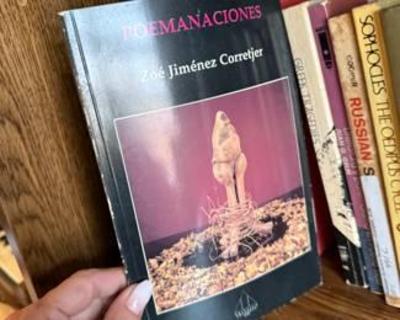 POEMANACIONES
Zoé Jiménez Corretjer
RUSSIAN S
SOPHOCLES THE OEDIPUS CYCLE